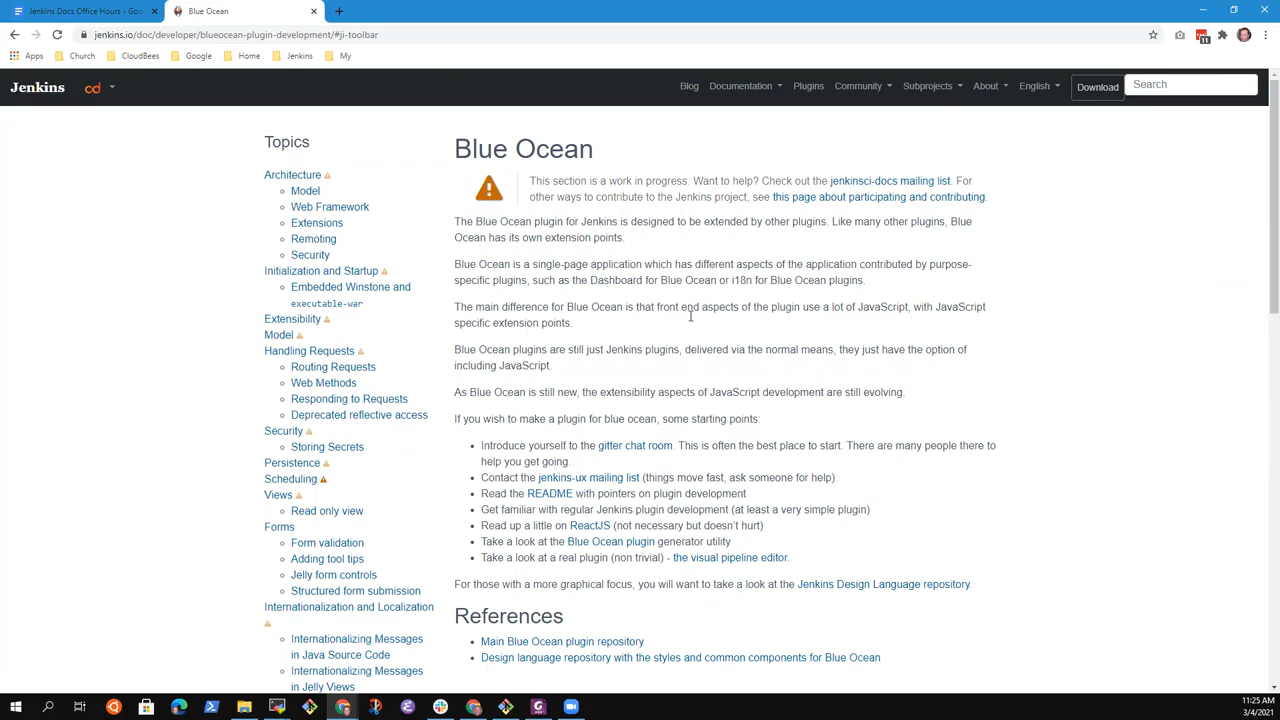 Jenkins Docs Office Hours - Goo
Blue Ocean
jenkins.io/doc/developer/blueocean-plugin-development/#ji-toolbar
11
Apps
Church
CloudBees
Google
Home
Jenkins
My
Jenkins
cd
Blog
Documentation
Plugins
Community
Subprojects
About
English
Download
Search
Topics
Architecture
Model
Web Framework
Extensions
Remoting
Security
Initialization and Startup
Embedded Winstone and
executable-war
Extensibility
Model
Handling Requests
Routing Requests
Web Methods
Responding to Requests
Deprecated reflective access
Security
Storing Secrets
Persistence
Scheduling
Views
Read only view
Forms
Form validation
Adding tool tips
Jelly form controls
Structured form submission
Internationalization and Localization
Internationalizing Messages
in Java Source Code
Internationalizing Messages
in Jelly Views
Blue Ocean
This section is a work in progress. Want to help? Check out the jenkinsci-docs mailing list. For
other ways to contribute to the Jenkins project, see this page about participating and contributing.
The Blue Ocean plugin for Jenkins is designed to be extended by other plugins. Like many other plugins, Blue
Ocean has its own extension points.
Blue Ocean is a single-page application which has different aspects of the application contributed by purpose-
specific plugins, such as the Dashboard for Blue Ocean or i18n for Blue Ocean plugins.
The main difference for Blue Ocean is that front end aspects of the plugin use a lot of JavaScript, with JavaScript
specific extension points.
Blue Ocean plugins are still just Jenkins plugins, delivered via the normal means, they just have the option of
including JavaScript.
As Blue Ocean is still new, the extensibility aspects of JavaScript development are still evolving.
If you wish to make a plugin for blue ocean, some starting points:
Introduce yourself to the gitter chat room. This is often the best place to start. There are many people there to
help you get going.
Contact the jenkins-ux mailing list (things move fast, ask someone for help)
Read the README with pointers on plugin development
Get familiar with regular Jenkins plugin development (at least a very simple plugin)
Read up a little on ReactJS (not necessary but doesn't hurt)
Take a look at the Blue Ocean plugin generator utility
Take a look at a real plugin (non trivial) - the visual pipeline editor.
For those with a more graphical focus, you will want to take a look at the Jenkins Design Language repository.
References
Main Blue Ocean plugin repository
Design language repository with the styles and common components for Blue Ocean
11:25 AM
3/4/2021